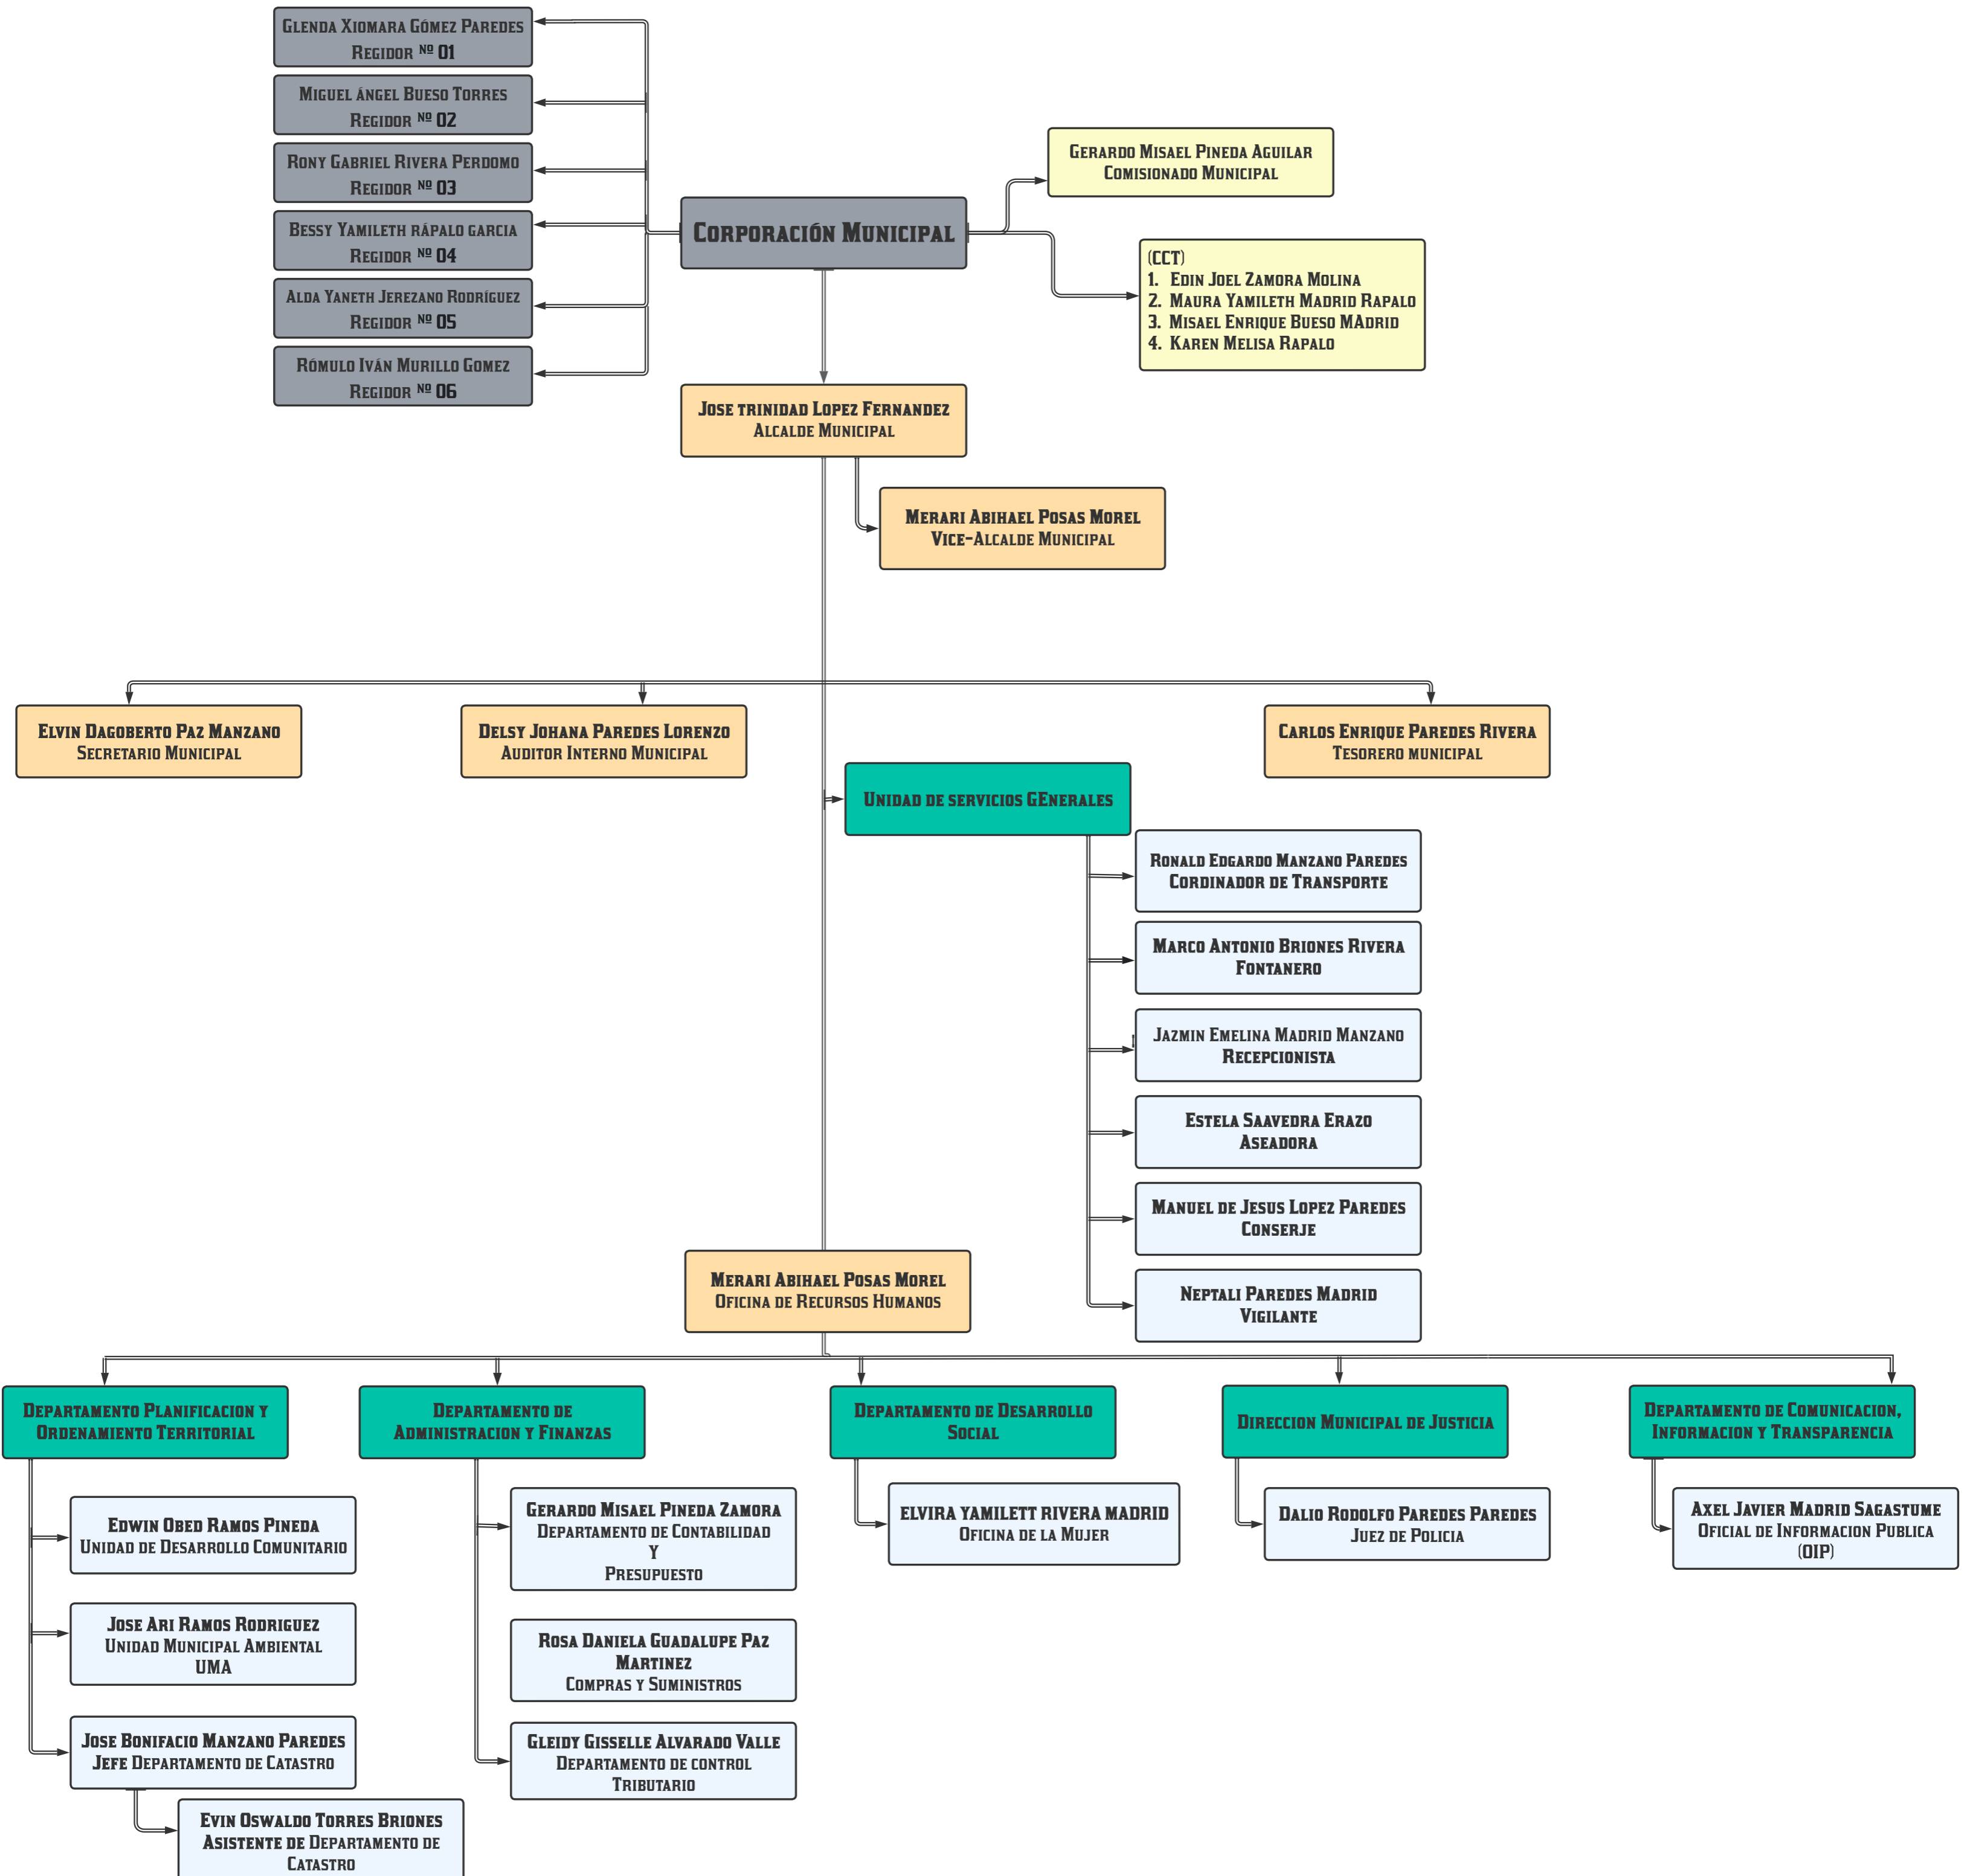 Glenda Xiomara Gómez Paredes
Regidor Nº 01
Miguel ángel Bueso Torres
Regidor Nº 02
Rony Gabriel Rivera Perdomo
Regidor Nº 03
Bessy Yamileth rápalo garcia
Regidor Nº 04
Alda Yaneth Jerezano Rodríguez
Regidor Nº 05
Rómulo Iván Murillo Gomez
Regidor Nº 06
Corporación Municipal
Gerardo Misael Pineda Aguilar
Comisionado Municipal
(CCT)
1. Edin Joel Zamora Molina
2. Maura Yamileth Madrid Rapalo
3. Misael Enrique Bueso MAdrid
4. Karen Melisa Rapalo
Jose trinidad Lopez Fernandez
Alcalde Municipal
Merari Abihael Posas Morel
Vice-Alcalde Municipal
Elvin Dagoberto Paz Manzano
Secretario Municipal
Delsy Johana Paredes Lorenzo
Auditor Interno Municipal
Carlos Enrique Paredes Rivera
Tesorero municipal
Unidad de servicios GEnerales
Ronald Edgardo Manzano Paredes
Cordinador de Transporte
Marco Antonio Briones Rivera
Fontanero
Jazmin Emelina Madrid Manzano
Recepcionista
Estela Saavedra Erazo
Aseadora
Manuel de Jesus Lopez Paredes
Conserje
Neptali Paredes Madrid
Vigilante
Merari Abihael Posas Morel
Oficina de Recursos Humanos
Departamento Planificacion y
Ordenamiento Territorial
Edwin Obed Ramos Pineda
Unidad de Desarrollo Comunitario
Jose Ari Ramos Rodriguez
Unidad Municipal Ambiental
UMA
Jose Bonifacio Manzano Paredes
Jefe Departamento de Catastro
Evin Oswaldo Torres Briones
Asistente de Departamento de
Catastro
Departamento de
Administracion y Finanzas
Gerardo Misael Pineda Zamora
Departamento de Contabilidad
Y
Presupuesto
Rosa Daniela Guadalupe Paz
Martinez
Compras y Suministros
Gleidy Gisselle Alvarado Valle
Departamento de control
Tributario
Departamento de Desarrollo
Social
ELVIRA YAMILETT RIVERA MADRID
Oficina de la Mujer
Direccion Municipal de Justicia
Dalio Rodolfo Paredes Paredes
Juez de Policia
Departamento de Comunicacion,
Informacion y Transparencia
Axel Javier Madrid Sagastume
Oficial de Informacion Publica
(OIP)